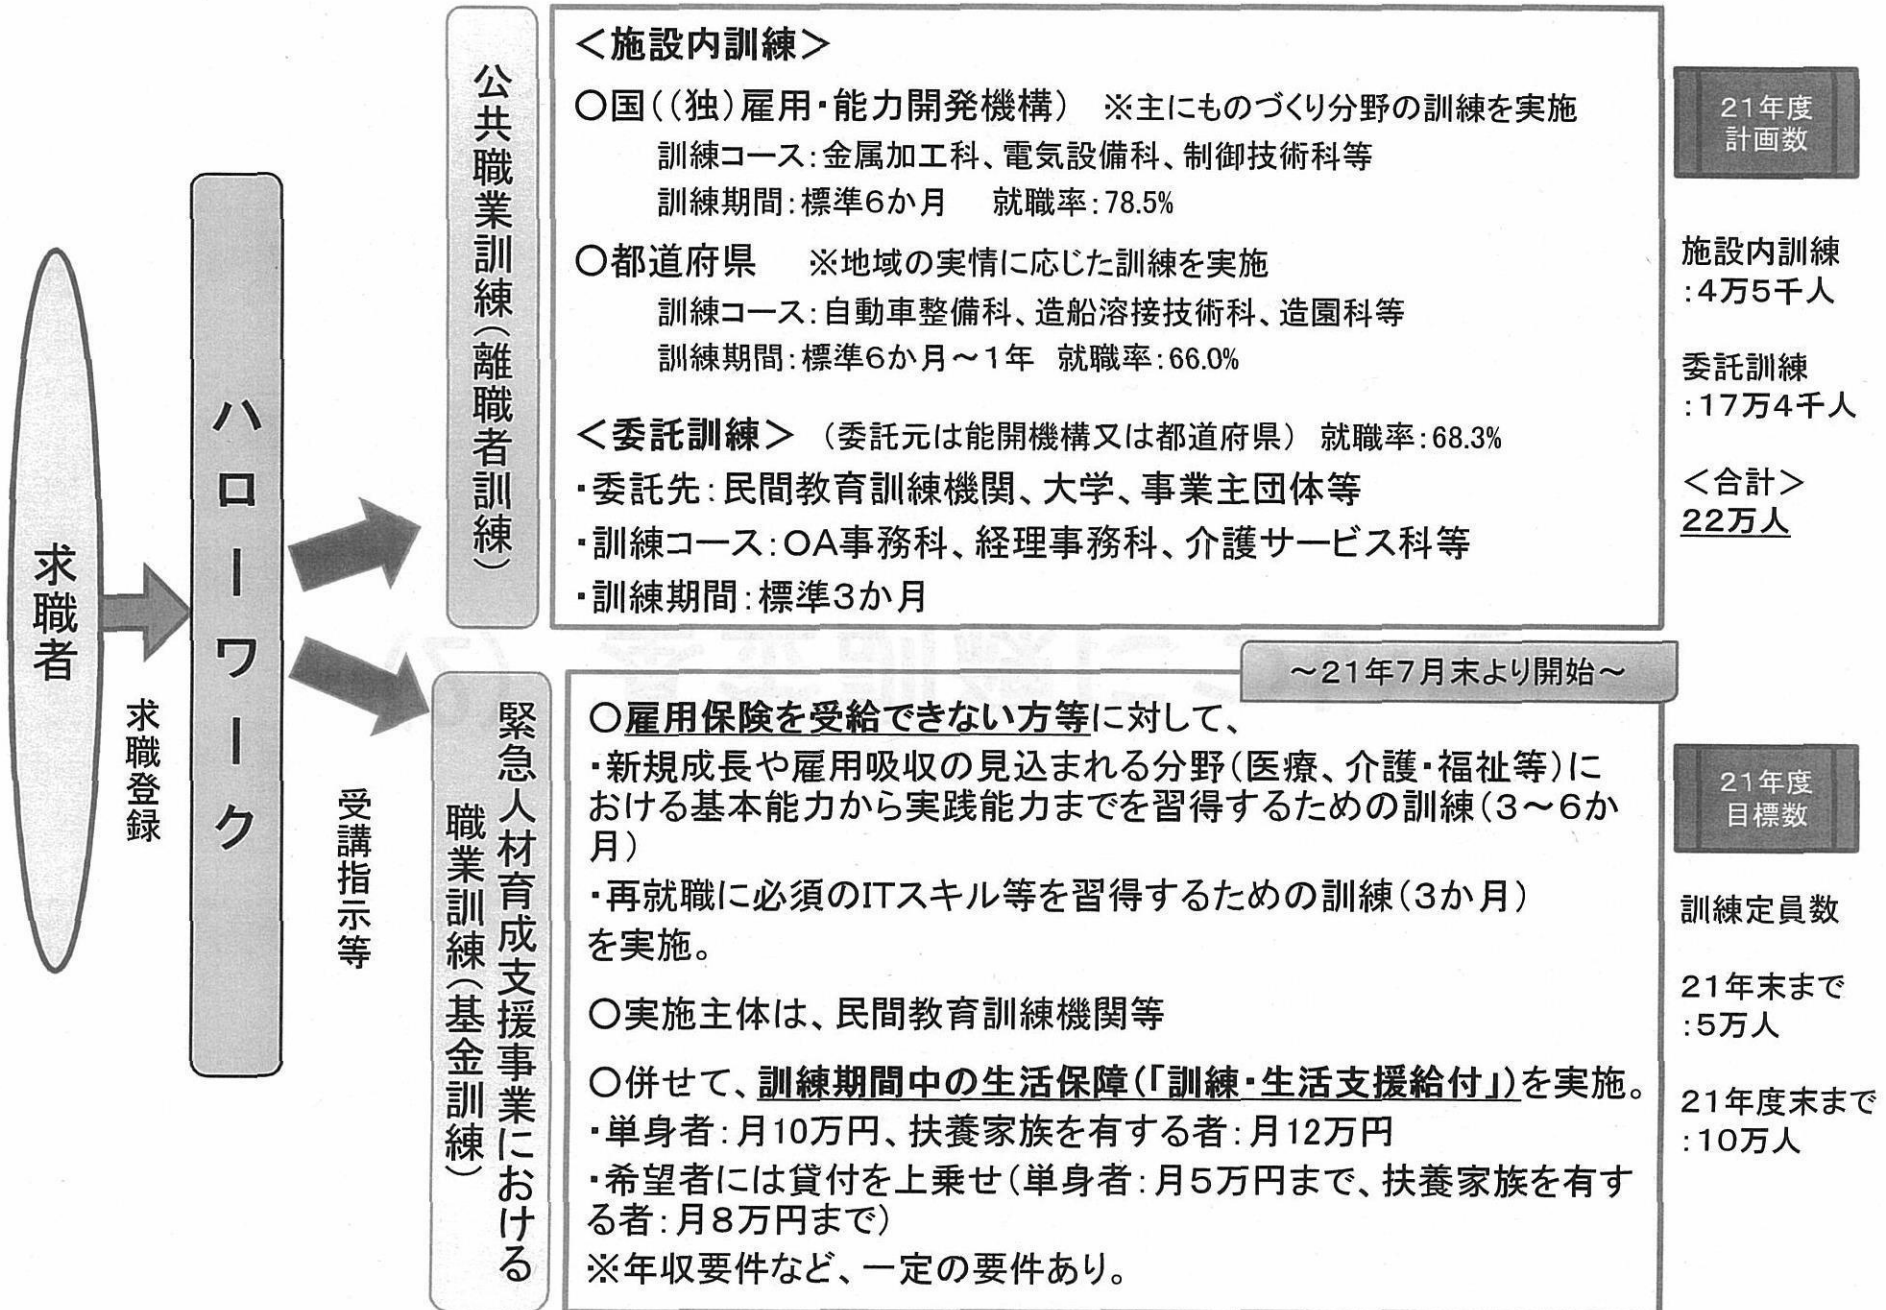 求職者
求職登録
ハローワーク
受講指示等
公共職業訓練(離職者訓練)
＜施設内訓練＞
○国((独)雇用・能力開発機構) ※主にものづくり分野の訓練を実施
訓練コース:金属加工科、電気設備科、制御技術科等
訓練期間:標準6か月 就職率:78.5%
○都道府県 ※地域の実情に応じた訓練を実施
訓練コース:自動車整備科、造船溶接技術科、造園科等
訓練期間:標準6か月～1年 就職率:66.0%
＜委託訓練＞ (委託元は能開機構又は都道府県) 就職率:68.3%
・委託先:民間教育訓練機関、大学、事業主団体等
・訓練コース:OA事務科、経理事務科、介護サービス科等
・訓練期間:標準3か月
21年度
計画数
施設内訓練
:4万5千人
委託訓練
:17万4千人
＜合計＞
22万人
緊急人材育成支援事業における
職業訓練(基金訓練)
～21年7月末より開始～
○雇用保険を受給できない方等に対して、
・新規成長や雇用吸収の見込まれる分野(医療、介護・福祉等)に
おける基本能力から実践能力までを習得するための訓練(3～6か
月)
・再就職に必須のITスキル等を習得するための訓練(3か月)
を実施。
○実施主体は、民間教育訓練機関等
○併せて、訓練期間中の生活保障(「訓練・生活支援給付」)を実施。
・単身者:月10万円、扶養家族を有する者:月12万円
・希望者には貸付を上乗せ(単身者:月5万円まで、扶養家族を有す
る者:月8万円まで)
※年収要件など、一定の要件あり。
21年度
目標数
訓練定員数
21年末まで
:5万人
21年度末まで
:10万人